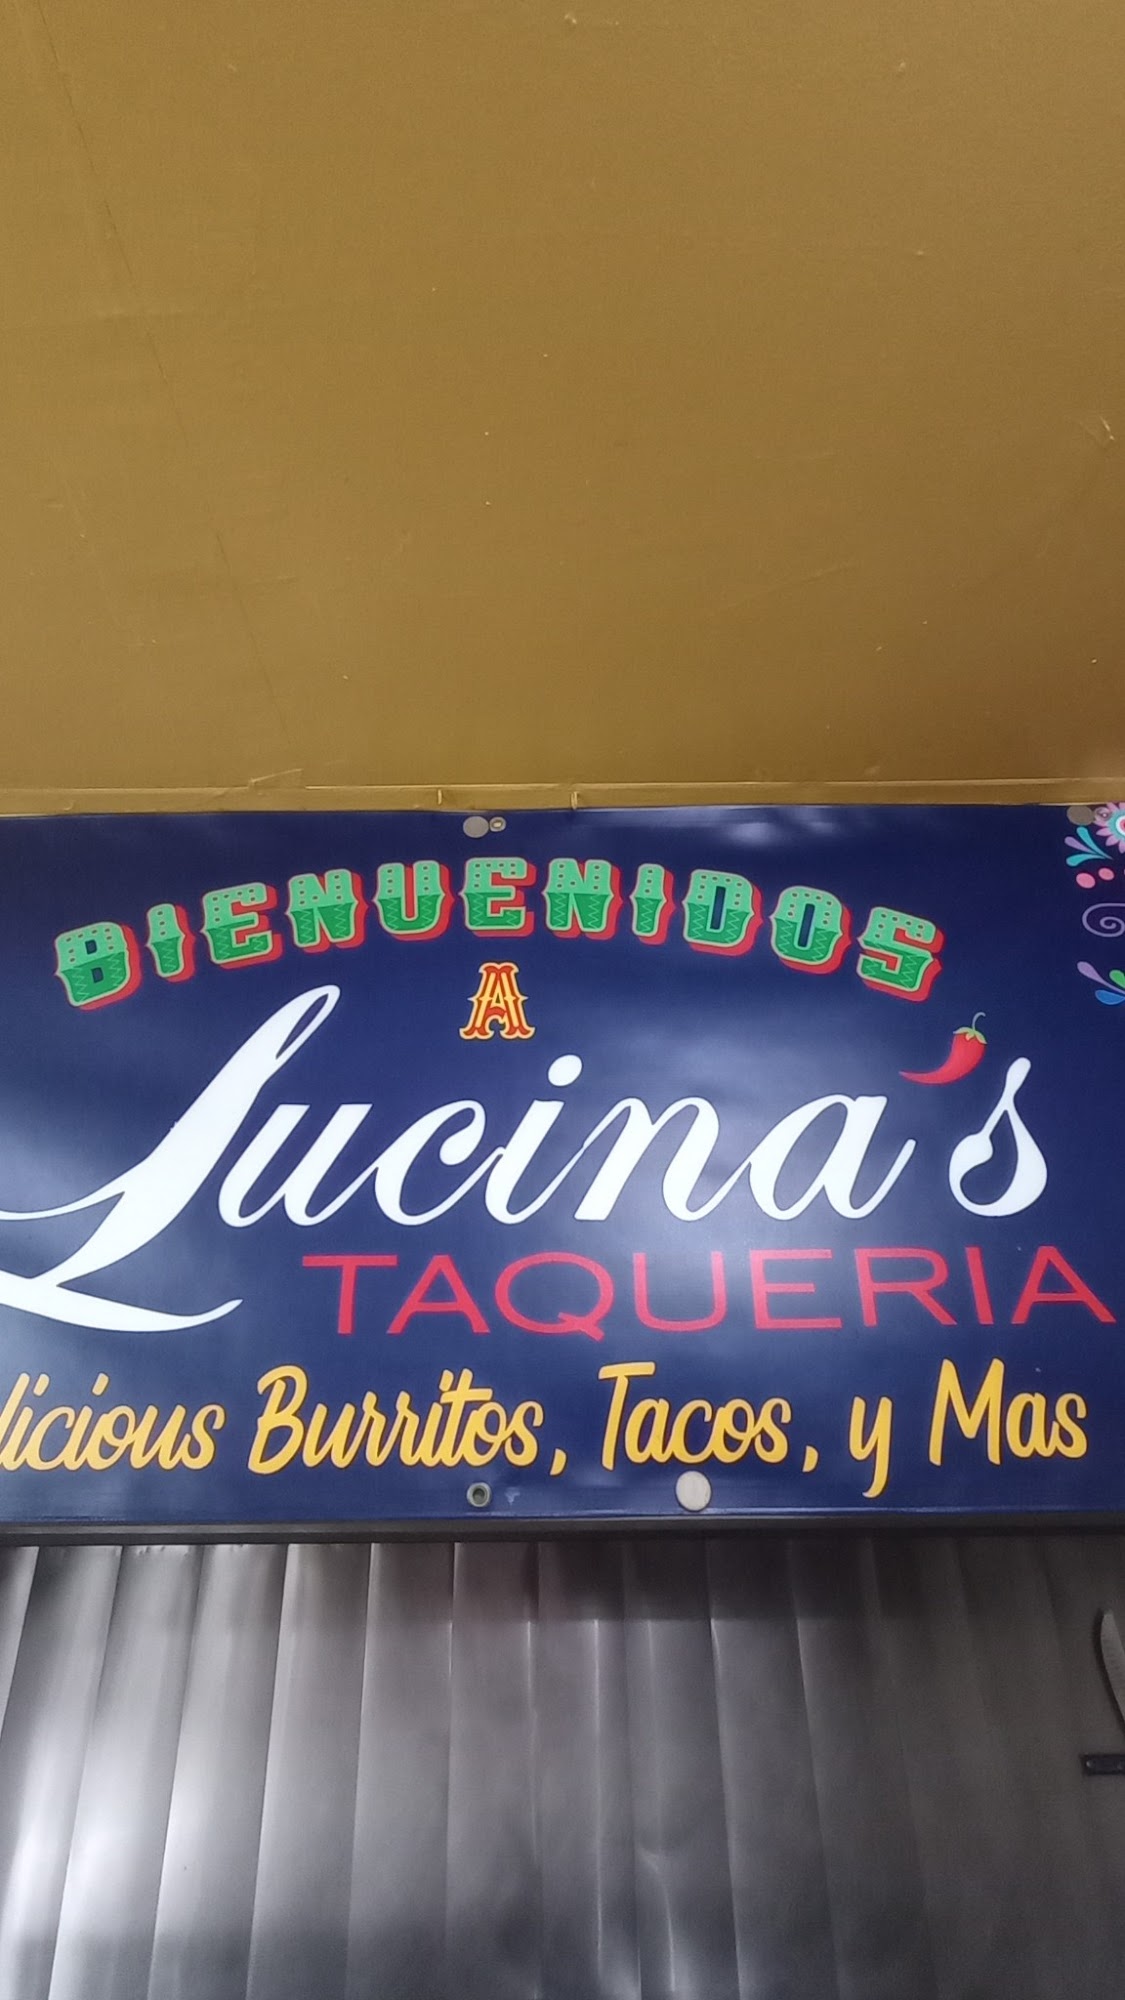 BIENUENIDOS
A
Lucina's
TAQUERIA
licious Burritos, Tacos, y Mas